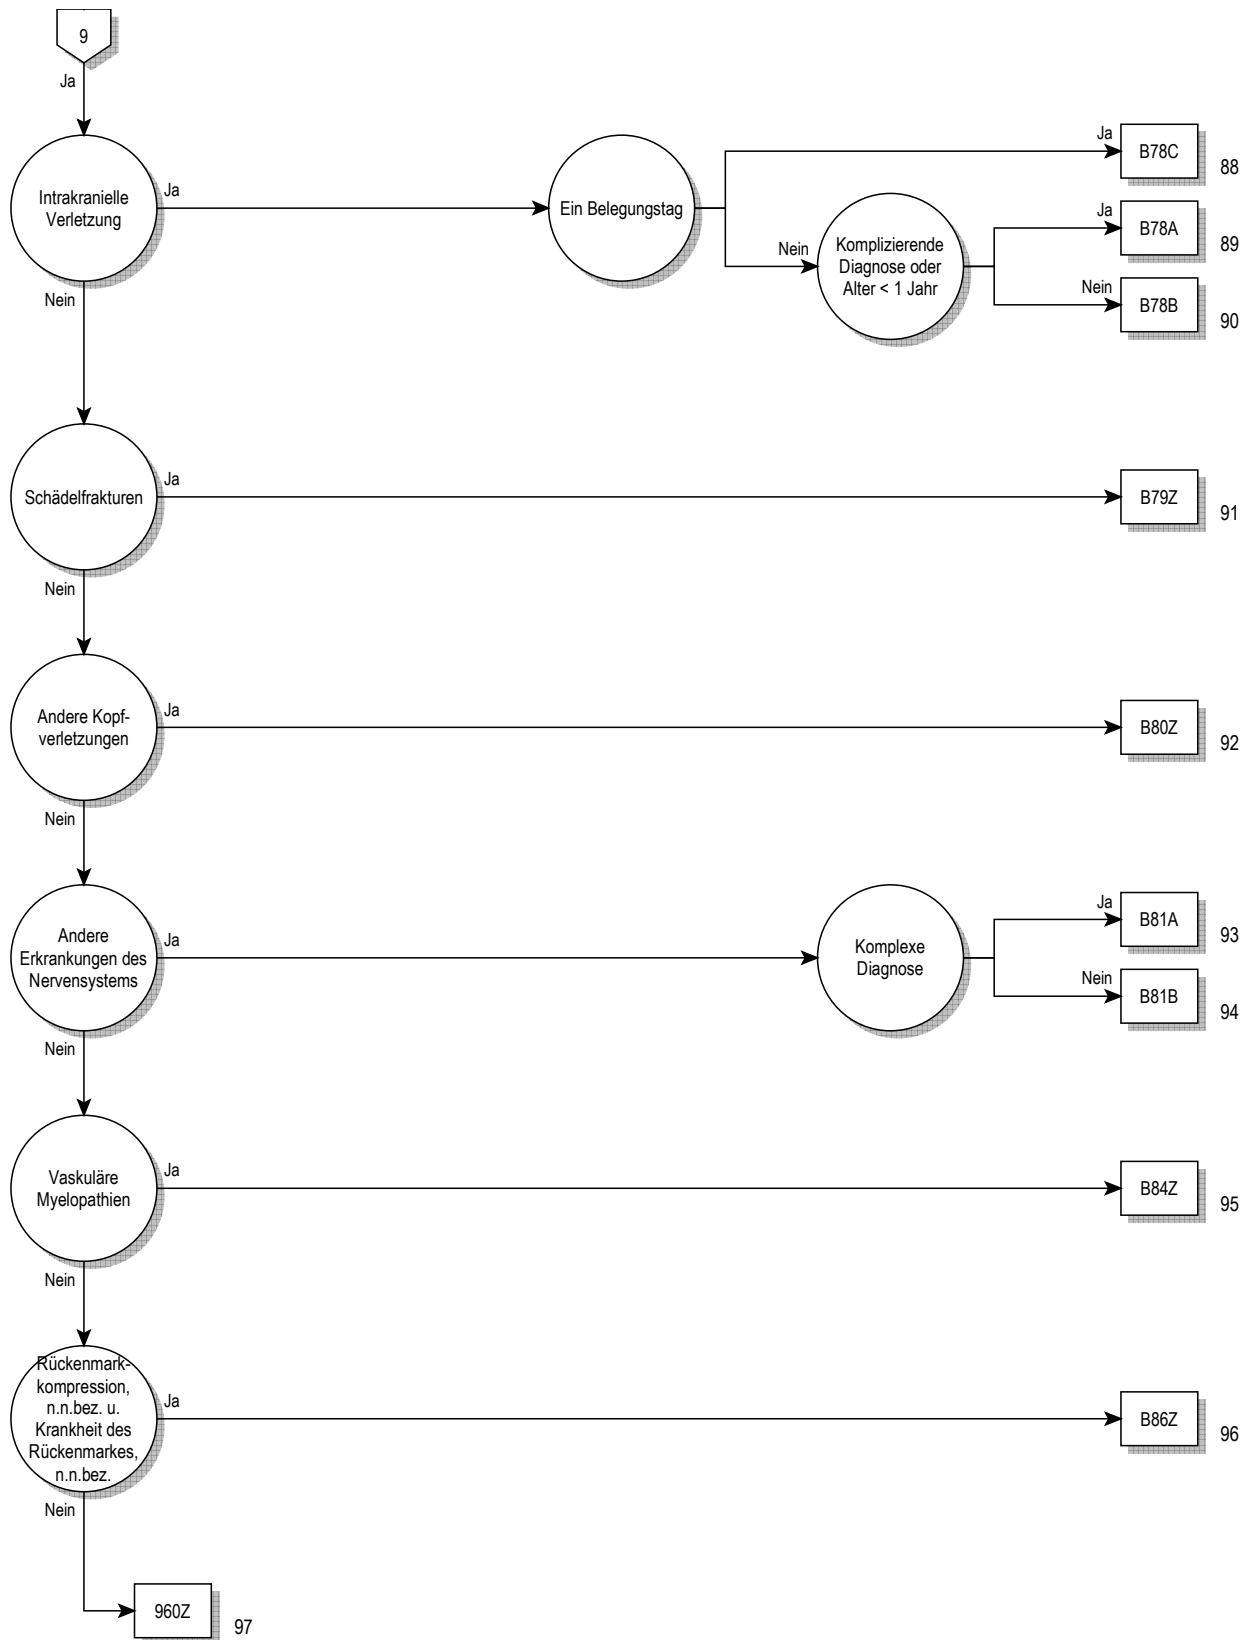 9
Ja
Intrakranielle
Verletzung
Ja
Ein Belegungstag
Ja
B78C
88
Nein
Komplizierende
Diagnose oder
Alter < 1 Jahr
Ja
B78A
89
Nein
B78B
90
Nein
Schädelfrakturen
Ja
B79Z
91
Nein
Andere Kopf-
verletzungen
Ja
B80Z
92
Nein
Andere
Erkrankungen des
Nervensystems
Ja
Komplexe
Diagnose
Ja
B81A
93
Nein
B81B
94
Nein
Vaskuläre
Myelopathien
Ja
B84Z
95
Nein
Rückenmark-
kompression,
n.n.bez. u.
Krankheit des
Rückenmarkes,
n.n.bez.
Ja
B86Z
96
Nein
960Z
97